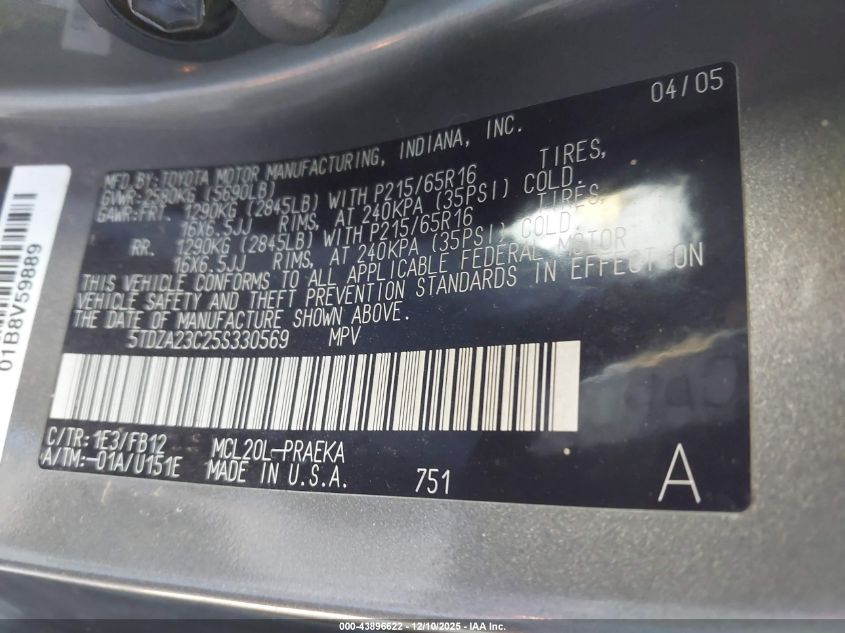 04/05
MFD.BY:TOYOTA MOTOR MANUFACTURING, INDIANA, INC.
GVWR-2580KG (5690LB)
GAWR:FRT. 1290KG (2845LB) WITH P215/65R16 TIRES,
16X6.5JJ RIMS, AT 240KPA (35PSI) COLD.
RR. 1290KG (2845LB) WITH P215/65R16 TIRES,
16X6.5JJ RIMS, AT 240KPA (35PSI) COLD.
THIS VEHICLE CONFORMS TO ALL APPLICABLE FEDERAL MOTOR
VEHICLE SAFETY AND THEFT PREVENTION STANDARDS IN EFFECT ON
THE DATE OF MANUFACTURE SHOWN ABOVE.
5TDZA23C25S330569 MPV
C/TR:1E3/FB12 MCL20L-PRAEKA
A/TM:-01A/U151E MADE IN U.S.A. 751 A
01B8V59889
000-43896622 - 12/10/2025 - IAA Inc.